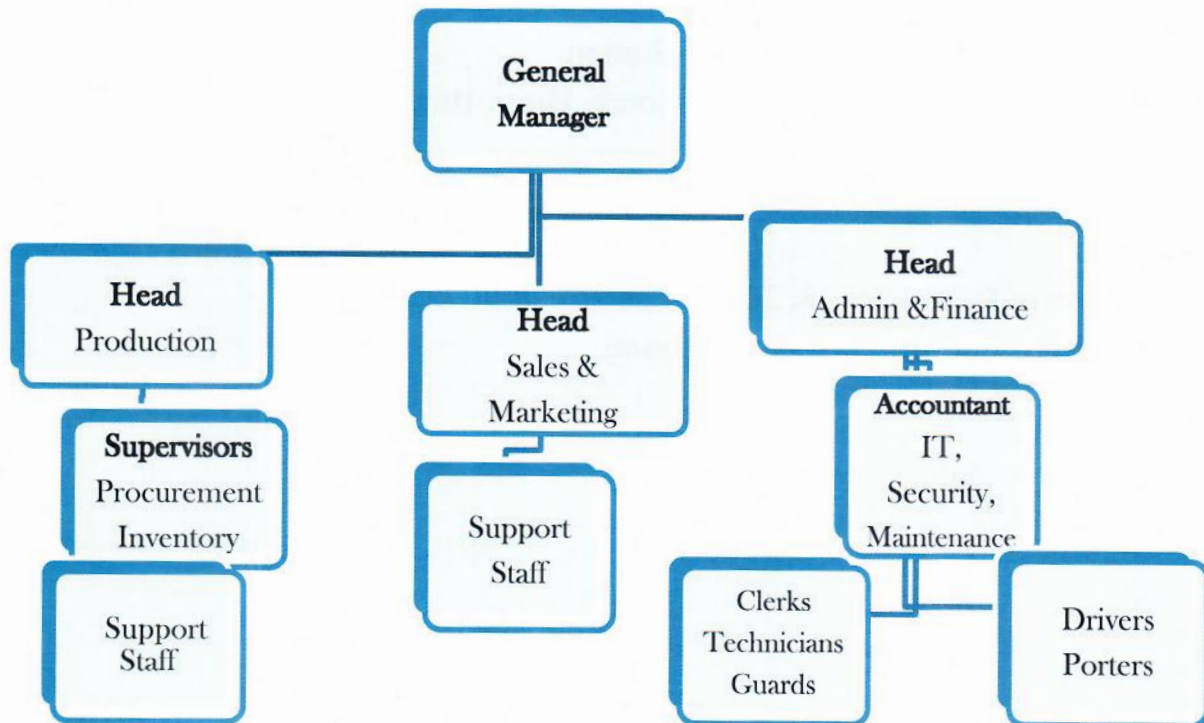 General
Manager
Head
Production
Head
Sales &
Marketing
Head
Admin &Finance
Supervisors
Procurement
Inventory
Support
Staff
Support
Staff
Accountant
IT,
Security,
Maintenance
Clerks
Technicians
Guards
Drivers
Porters